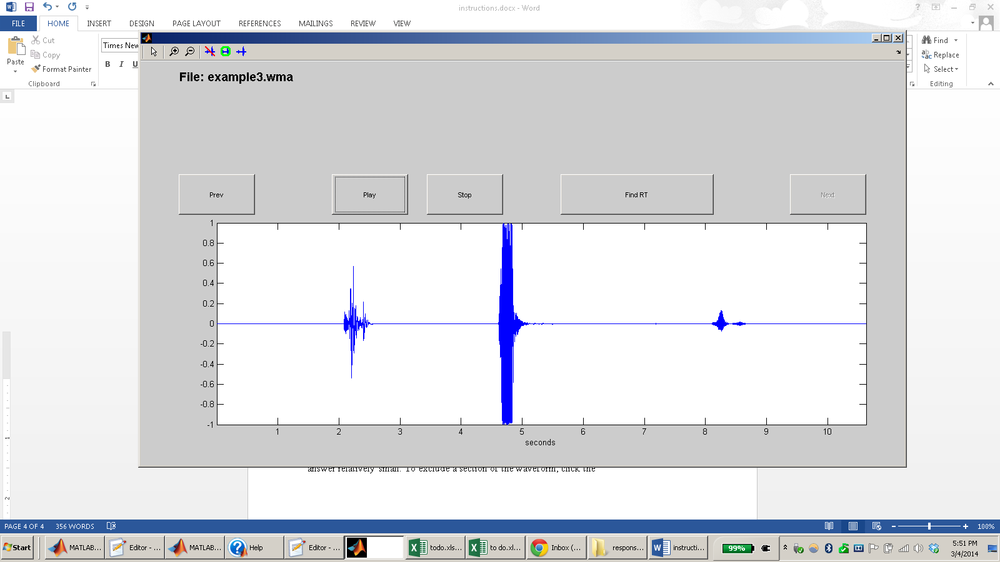 instructions.docx - Word
FILE
HOME
INSERT
DESIGN
PAGE LAYOUT
REFERENCES
MAILINGS
REVIEW
VIEW
Paste
Cut
Copy
Format Painter
Clipboard
Times New
B I U
Find
Replace
Select
Editing
File: example3.wma
Prev
Play
Stop
Find RT
Next
1
0.8
0.6
0.4
0.2
0
-0.2
-0.4
-0.6
-0.8
-1
1 2 3 4 5 6 7 8 9 10
seconds
1
2
answer relatively small. To exclude a section of the waveform, click the
PAGE 4 OF 4 356 WORDS
100%
Start
MATLAB...
Editor - ...
MATLAB...
Help
Editor - ...
todo.xls...
to do.xl...
Inbox (...
respons...
instructi...
99%
5:51 PM
3/4/2014